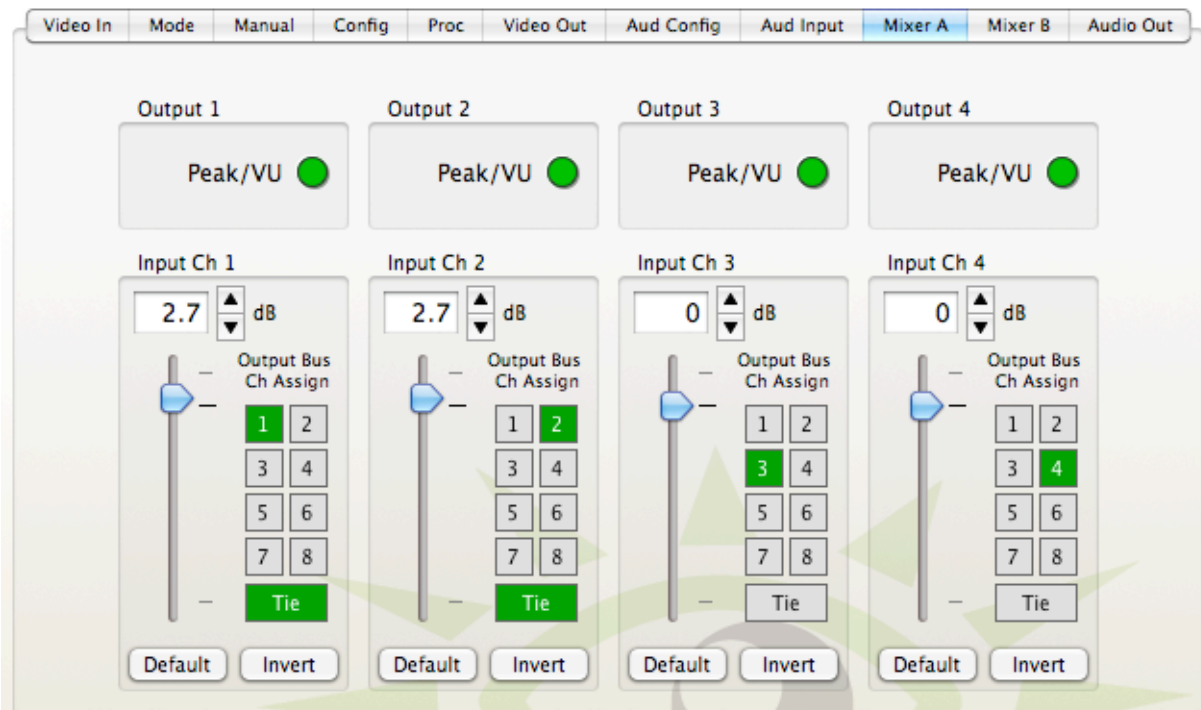 Video In Mode Manual Config Proc Video Out Aud Config Aud Input Mixer A Mixer B Audio Out
Output 1 Output 2 Output 3 Output 4
Peak/VU Peak/VU Peak/VU Peak/VU
Input Ch 1 Input Ch 2 Input Ch 3 Input Ch 4
2.7 dB 2.7 dB 0 dB 0 dB
Output Bus Output Bus Output Bus Output Bus
Ch Assign Ch Assign Ch Assign Ch Assign
1 2 1 2 1 2 1 2
3 4 3 4 3 4 3 4
5 6 5 6 5 6 5 6
7 8 7 8 7 8 7 8
Tie Tie Tie Tie
Default Invert Default Invert Default Invert Default Invert